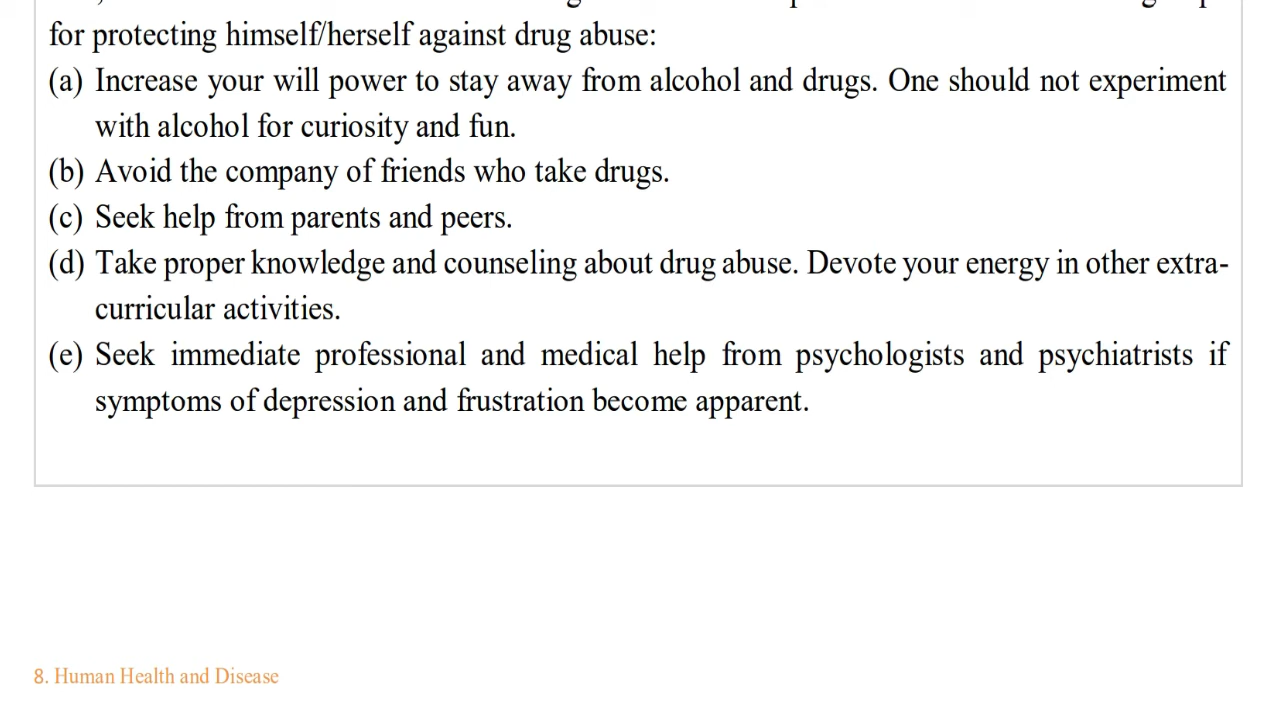 for protecting himself/herself against drug abuse:
(a) Increase your will power to stay away from alcohol and drugs. One should not experiment
with alcohol for curiosity and fun.
(b) Avoid the company of friends who take drugs.
(c) Seek help from parents and peers.
(d) Take proper knowledge and counseling about drug abuse. Devote your energy in other extra-
curricular activities.
(e) Seek immediate professional and medical help from psychologists and psychiatrists if
symptoms of depression and frustration become apparent.
8. Human Health and Disease